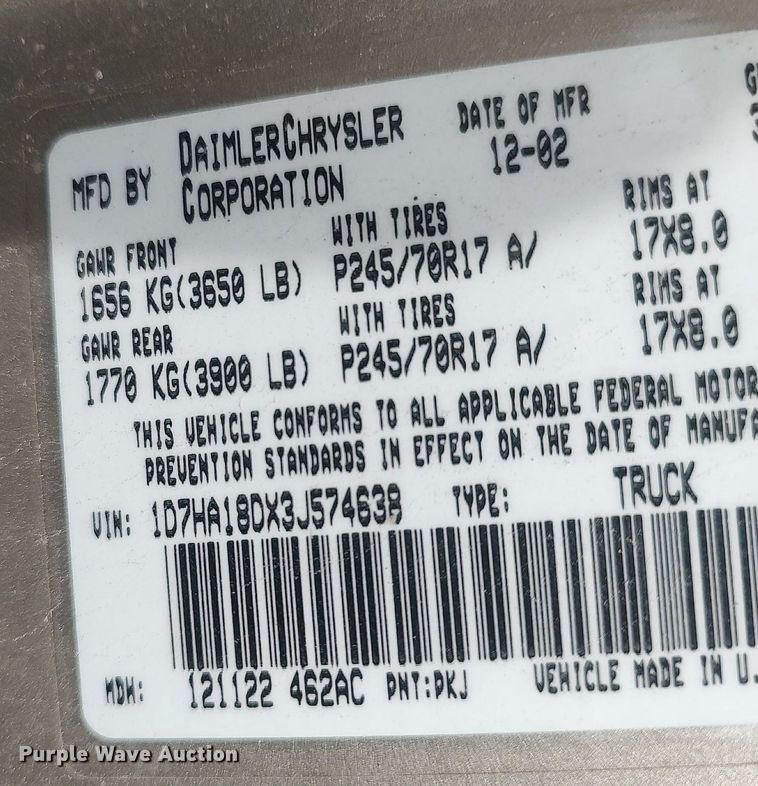 MFD BY DAIMLERCHRYSLER CORPORATION
DATE OF MFR
12-02
GAWR FRONT WITH TIRES RIMS AT
1656 KG(3650 LB) P245/70R17 A/ 17X8.0
GAWR REAR WITH TIRES RIMS AT
1770 KG(3900 LB) P245/70R17 A/ 17X8.0
THIS VEHICLE CONFORMS TO ALL APPLICABLE FEDERAL MOTOR
PREVENTION STANDARDS IN EFFECT ON THE DATE OF MANUFA
VIN: 1D7HA18DX3J574638 TYPE: TRUCK
MDH: 121122 462AC PNT:PKJ VEHICLE MADE IN U.
Purple Wave Auction